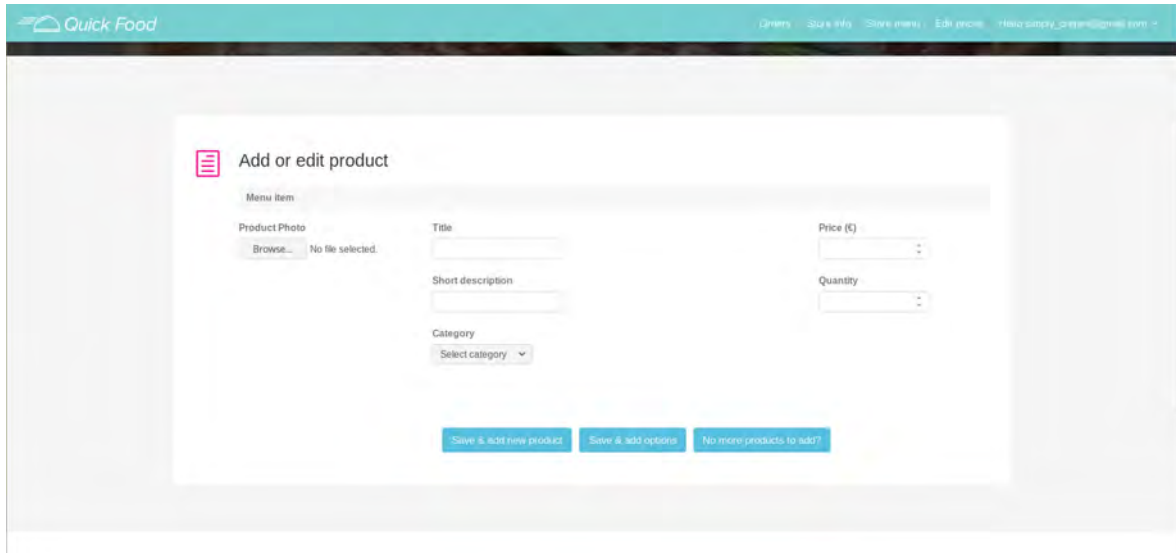 Quick Food
Orders Store info Store menu Edit profile Hello
Add or edit product
Menu item
Product Photo Title Price (€)
Browse... No file selected.
Short description Quantity
Category
Select category
Save & add new product Save & add options No more products to add?